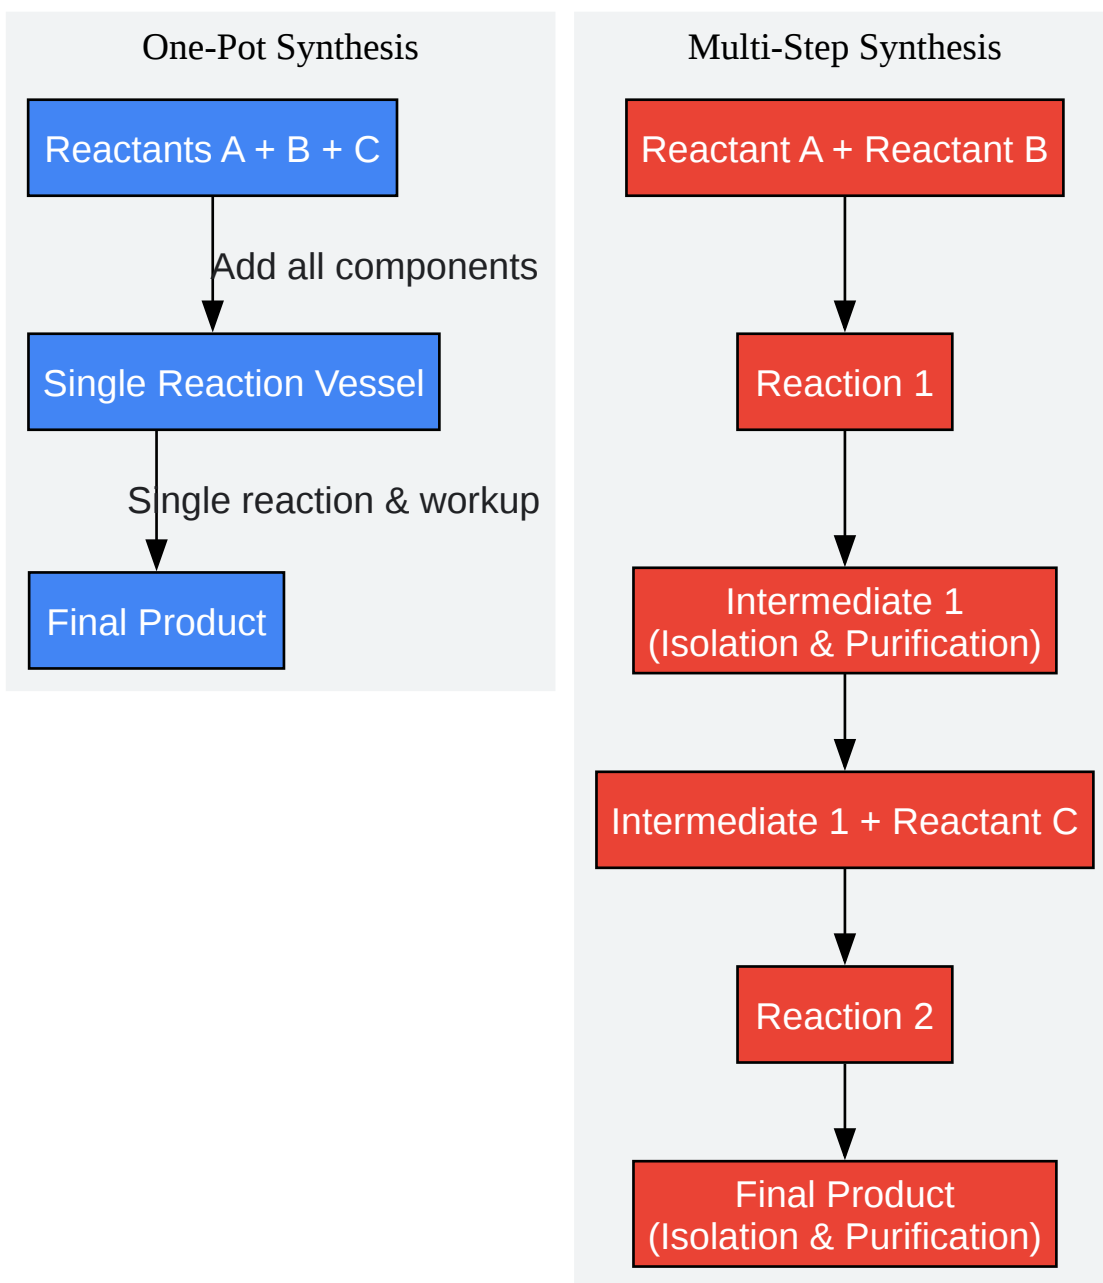 One-Pot Synthesis
Reactants A + B + C
Add all components
Single Reaction Vessel
Single reaction & workup
Final Product
Multi-Step Synthesis
Reactant A + Reactant B
Reaction 1
Intermediate 1
(Isolation & Purification)
Intermediate 1 + Reactant C
Reaction 2
Final Product
(Isolation & Purification)